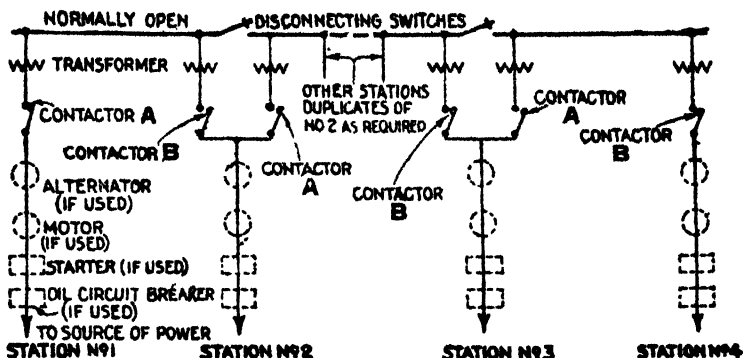 NORMALLY OPEN
DISCONNECTING SWITCHES
TRANSFORMER
OTHER STATIONS
DUPLICATES OF
NO 2 AS REQUIRED
CONTACTOR A
CONTACTOR B
CONTACTOR
A
CONTACTOR
B
CONTACTOR
A
CONTACTOR
B
ALTERNATOR
(IF USED)
MOTOR
(IF USED)
STARTER (IF USED)
OIL CIRCUIT BREAKER
(IF USED)
TO SOURCE OF POWER
STATION Nº1
STATION Nº2
STATION Nº3
STATION Nº4